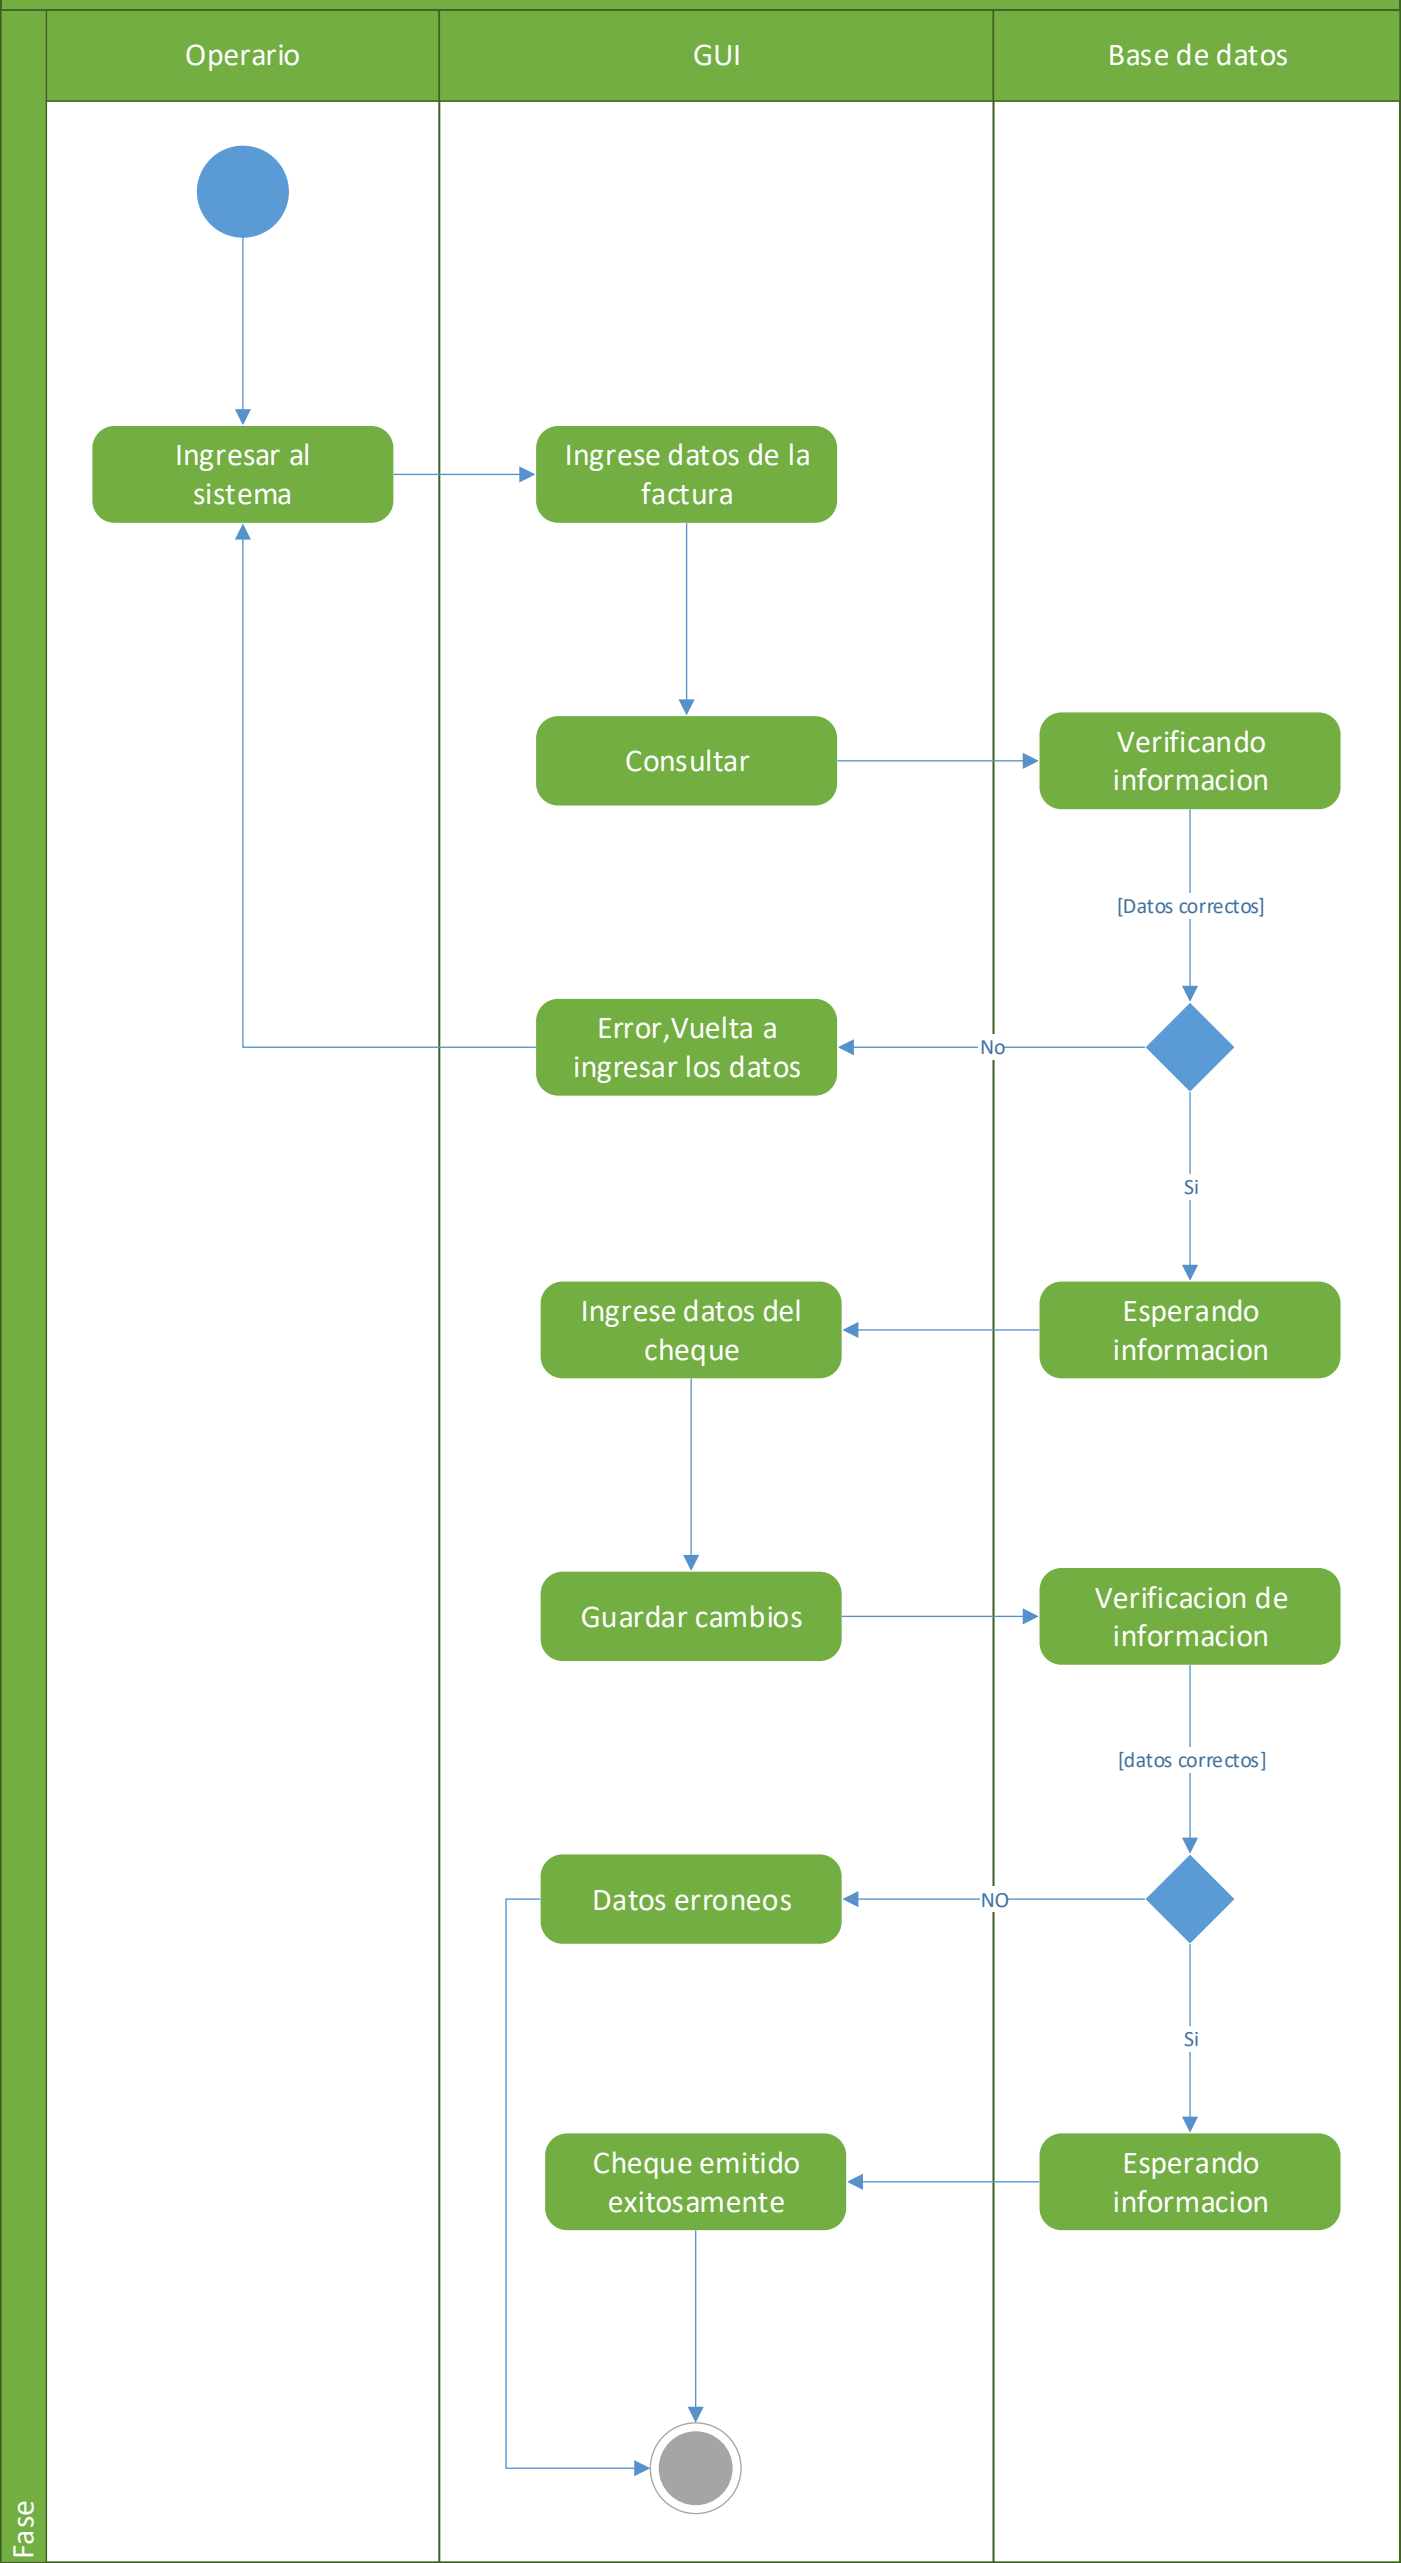 Operario
GUI
Base de datos
Ingresar al
sistema
Ingrese datos de la
factura
Consultar
Verificando
informacion
[Datos correctos]
Error,Vuelta a
ingresar los datos
No
Si
Ingrese datos del
cheque
Esperando
informacion
Guardar cambios
Verificacion de
informacion
[datos correctos]
Datos erroneos
NO
Si
Cheque emitido
exitosamente
Esperando
informacion
Fase